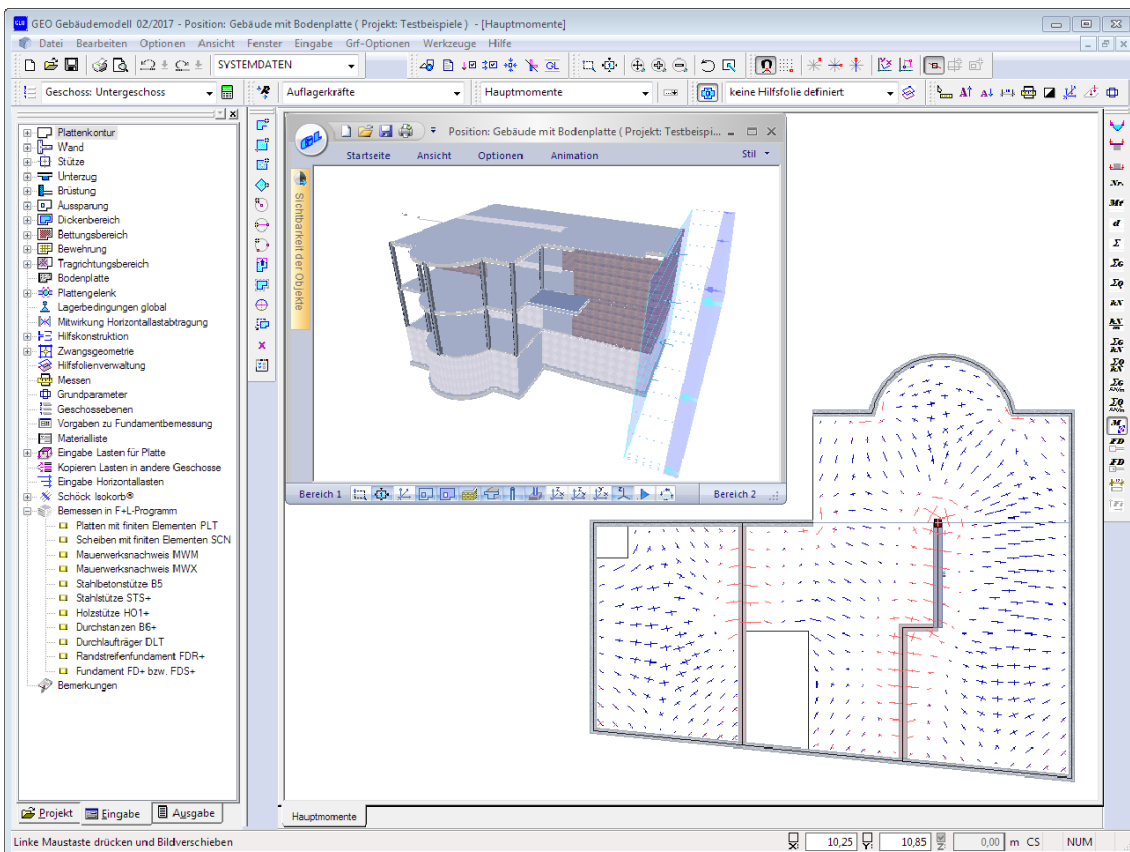 GEO Gebäudemodell 02/2017 - Position: Gebäude mit Bodenplatte ( Projekt: Testbeispiele ) - [Hauptmomente]
Datei Bearbeiten Optionen Ansicht Fenster Eingabe Grf-Optionen Werkzeuge Hilfe
SYSTEMDATEN
GL
Geschoss: Untergeschoss
Auflagerkräfte
Hauptmomente
keine Hilfsfolie definiert
Plattenkontur
Wand
Stütze
Unterzug
Brüstung
Aussparung
Dickenbereich
Bettungsbereich
Bewehrung
Tragrichtungsbereich
Bodenplatte
Plattengelenk
Lagerbedingungen global
Mitwirkung Horizontallastabtragung
Hilfskonstruktion
Zwangsgeometrie
Hilfsfolienverwaltung
Messen
Grundparameter
Geschossebenen
Vorgaben zu Fundamentbemessung
Materialliste
Eingabe Lasten für Platte
Kopieren Lasten in andere Geschosse
Eingabe Horizontallasten
Schöck Isokorb®
Bemessen in F+L-Programm
Platten mit finiten Elementen PLT
Scheiben mit finiten Elementen SCN
Mauerwerksnachweis MWM
Mauerwerksnachweis MWX
Stahlbetonstütze B5
Stahlstütze STS+
Holzstütze HO1+
Durchstanzen B6+
Durchlaufträger DLT
Randstreifenfundament FDR+
Fundament FD+ bzw. FDS+
Bemerkungen
Projekt Eingabe Ausgabe
Position: Gebäude mit Bodenplatte ( Projekt: Testbeispi...
Startseite Ansicht Optionen Animation Stil
Sichtbarkeit der Objekte
Bereich 1 Bereich 2
Nr.
Mt
d
Σ
ΣG
ΣQ
kN
FD
FD
Hauptmomente
Linke Maustaste drücken und Bildverschieben
X: 10,25 Y: 10,85 Z: 0,00 m CS NUM